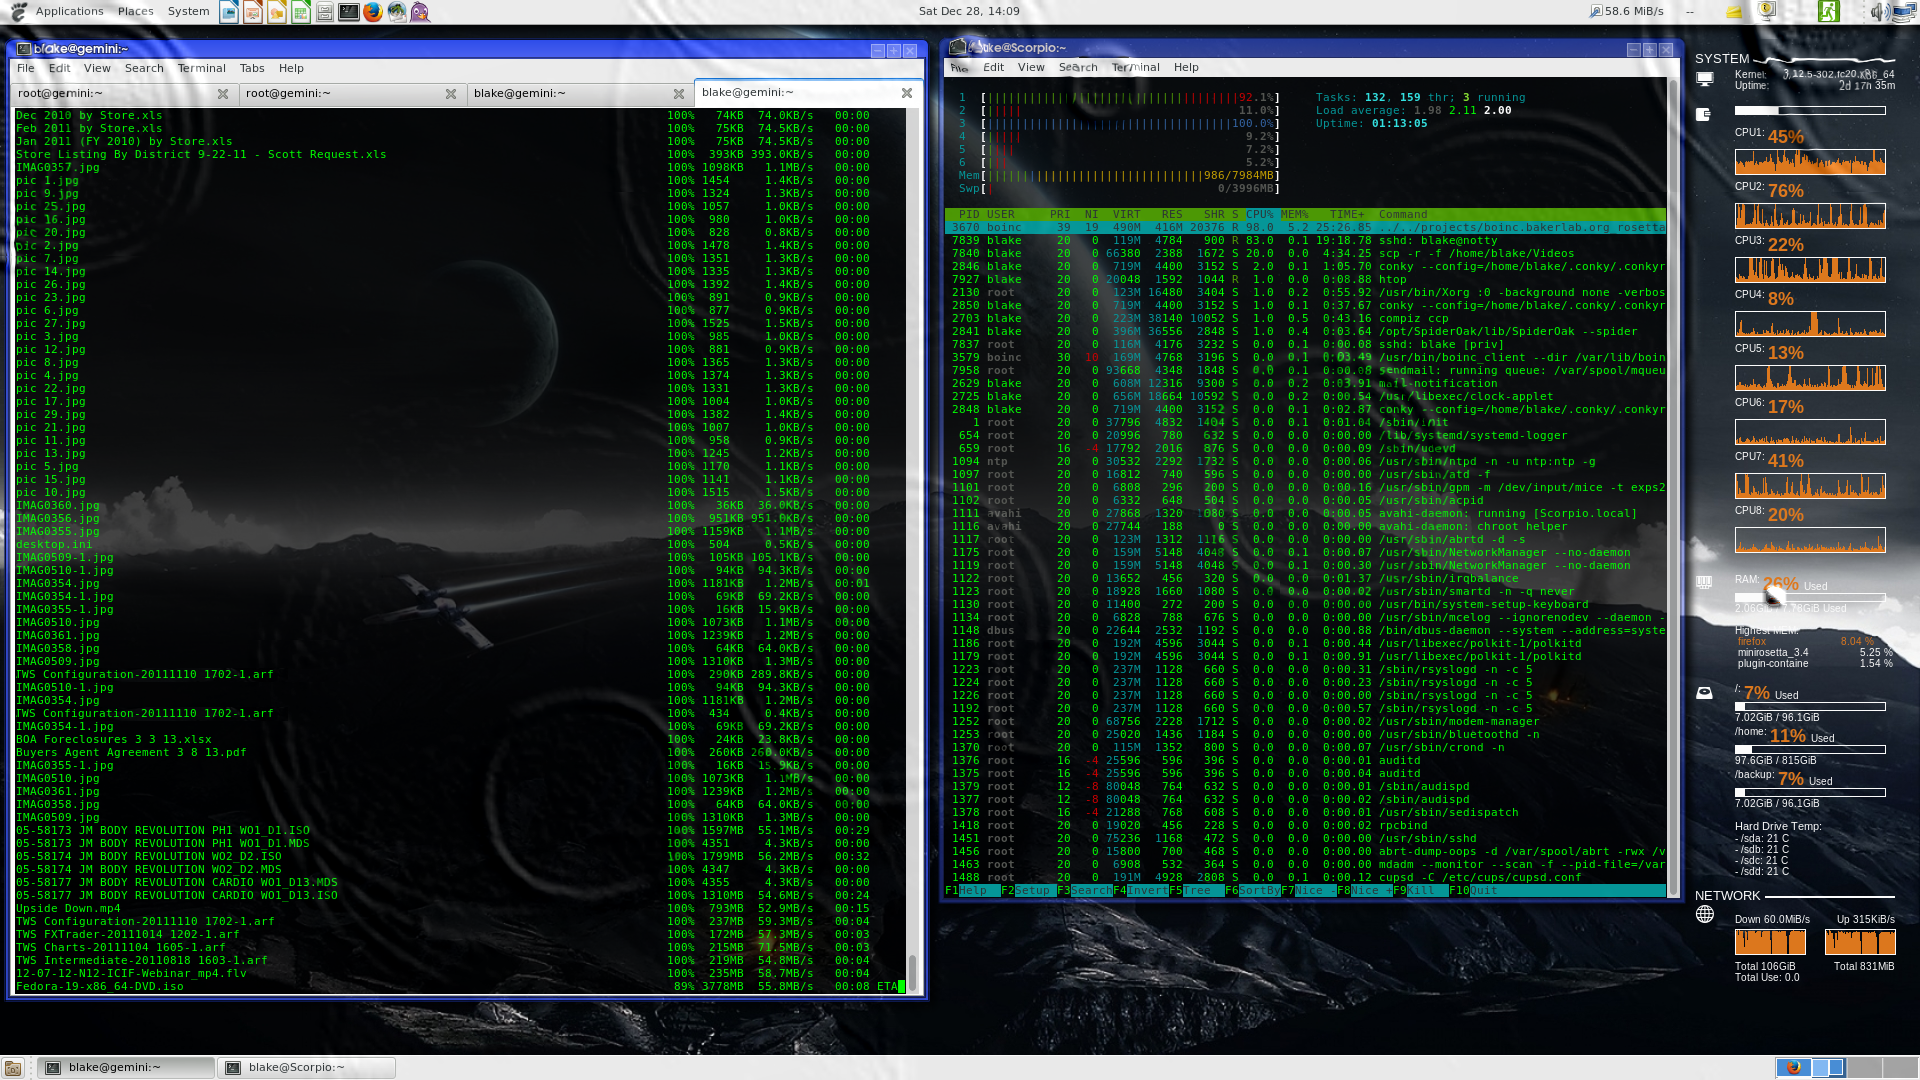 Applications Places System
Sat Dec 28, 14:09
58.6 MiB/s --
blake@gemini:~
File Edit View Search Terminal Tabs Help
root@gemini:~ root@gemini:~ blake@gemini:~ blake@gemini:~
Dec 2010 by Store.xls 100% 74KB 74.0KB/s 00:00
Feb 2011 by Store.xls 100% 75KB 74.5KB/s 00:00
Jan 2011 (FY 2010) by Store.xls 100% 75KB 74.5KB/s 00:00
Store Listing By District 9-22-11 - Scott Request.xls 100% 393KB 393.0KB/s 00:00
IMAG0357.jpg 100% 1098KB 1.1MB/s 00:00
pic 1.jpg 100% 1454 1.4KB/s 00:00
pic 9.jpg 100% 1324 1.3KB/s 00:00
pic 25.jpg 100% 1057 1.0KB/s 00:00
pic 16.jpg 100% 980 1.0KB/s 00:00
pic 20.jpg 100% 828 0.8KB/s 00:00
pic 2.jpg 100% 1478 1.4KB/s 00:00
pic 7.jpg 100% 1351 1.3KB/s 00:00
pic 14.jpg 100% 1335 1.3KB/s 00:00
pic 26.jpg 100% 1392 1.4KB/s 00:00
pic 23.jpg 100% 891 0.9KB/s 00:00
pic 6.jpg 100% 877 0.9KB/s 00:00
pic 27.jpg 100% 1525 1.5KB/s 00:00
pic 3.jpg 100% 985 1.0KB/s 00:00
pic 12.jpg 100% 881 0.9KB/s 00:00
pic 8.jpg 100% 1365 1.3KB/s 00:00
pic 4.jpg 100% 1374 1.3KB/s 00:00
pic 22.jpg 100% 1331 1.3KB/s 00:00
pic 17.jpg 100% 1004 1.0KB/s 00:00
pic 29.jpg 100% 1382 1.4KB/s 00:00
pic 21.jpg 100% 1007 1.0KB/s 00:00
pic 11.jpg 100% 958 0.9KB/s 00:00
pic 13.jpg 100% 1245 1.2KB/s 00:00
pic 5.jpg 100% 1170 1.1KB/s 00:00
pic 15.jpg 100% 1141 1.1KB/s 00:00
pic 10.jpg 100% 1515 1.5KB/s 00:00
IMAG0360.jpg 100% 36KB 36.0KB/s 00:00
IMAG0356.jpg 100% 951KB 951.0KB/s 00:00
IMAG0355.jpg 100% 1159KB 1.1MB/s 00:00
desktop.ini 100% 504 0.5KB/s 00:00
IMAG0509-1.jpg 100% 105KB 105.1KB/s 00:00
IMAG0510-1.jpg 100% 94KB 94.3KB/s 00:00
IMAG0354.jpg 100% 1181KB 1.2MB/s 00:01
IMAG0354-1.jpg 100% 69KB 69.2KB/s 00:00
IMAG0355-1.jpg 100% 16KB 15.9KB/s 00:00
IMAG0510.jpg 100% 1073KB 1.1MB/s 00:00
IMAG0361.jpg 100% 1239KB 1.2MB/s 00:00
IMAG0358.jpg 100% 64KB 64.0KB/s 00:00
IMAG0509.jpg 100% 1310KB 1.3MB/s 00:00
TWS Configuration-20111110 1702-1.arf 100% 290KB 289.8KB/s 00:00
IMAG0510-1.jpg 100% 94KB 94.3KB/s 00:00
IMAG0354.jpg 100% 1181KB 1.2MB/s 00:00
TWS Configuration-20111110 1702-1.arf 100% 434 0.4KB/s 00:00
IMAG0354-1.jpg 100% 69KB 69.2KB/s 00:00
BOA Foreclosures 3 3 13.xlsx 100% 24KB 23.8KB/s 00:00
Buyers Agent Agreement 3 8 13.pdf 100% 260KB 260.0KB/s 00:00
IMAG0355-1.jpg 100% 16KB 15.9KB/s 00:00
IMAG0510.jpg 100% 1073KB 1.1MB/s 00:00
IMAG0361.jpg 100% 1239KB 1.2MB/s 00:00
IMAG0358.jpg 100% 64KB 64.0KB/s 00:00
IMAG0509.jpg 100% 1310KB 1.3MB/s 00:00
05-58173 JM BODY REVOLUTION PH1 WO1_D1.ISO 100% 1597MB 55.1MB/s 00:29
05-58173 JM BODY REVOLUTION PH1 WO1_D1.MDS 100% 4351 4.3KB/s 00:00
05-58174 JM BODY REVOLUTION WO2_D2.ISO 100% 1799MB 56.2MB/s 00:32
05-58174 JM BODY REVOLUTION WO2_D2.MDS 100% 4347 4.3KB/s 00:00
05-58177 JM BODY REVOLUTION CARDIO WO1_D13.MDS 100% 4355 4.3KB/s 00:00
05-58177 JM BODY REVOLUTION CARDIO WO1_D13.ISO 100% 1310MB 54.6MB/s 00:24
Upside Down.mp4 100% 793MB 52.9MB/s 00:15
TWS Configuration-20111110 1702-1.arf 100% 237MB 59.3MB/s 00:04
TWS FXTrader-20111014 1202-1.arf 100% 172MB 57.3MB/s 00:03
TWS Charts-20111104 1605-1.arf 100% 215MB 71.5MB/s 00:03
TWS Intermediate-20110818 1603-1.arf 100% 219MB 54.8MB/s 00:04
12-07-12-N12-ICIF-Webinar_mp4.flv 100% 235MB 58.7MB/s 00:04
Fedora-19-x86_64-DVD.iso 89% 3778MB 55.8MB/s 00:08 ETA
blake@Scorpio:~
File Edit View Search Terminal Help
1 [92.1%] Tasks: 132, 159 thr; 3 running
2 [11.0%] Load average: 1.98 2.11 2.00
3 [100.0%] Uptime: 01:13:05
4 [9.2%]
5 [7.2%]
6 [5.2%]
Mem[986/7984MB]
Swp[0/3996MB]
PID USER PRI NI VIRT RES SHR S CPU% MEM% TIME+ Command
3670 boinc 39 19 490M 416M 20376 R 98.0 5.2 25:26.85 ../../projects/boinc.bakerlab.org_rosetta
7839 blake 20 0 119M 4784 900 R 83.0 0.1 19:18.78 sshd: blake@notty
7840 blake 20 0 66380 2388 1672 S 20.0 0.0 4:34.25 scp -r -f /home/blake/Videos
2846 blake 20 0 719M 4400 3152 S 2.0 0.1 1:05.70 conky --config=/home/blake/.conky/.conkyr
7927 blake 20 0 20048 1592 1044 R 1.0 0.0 0:08.88 htop
2130 root 20 0 123M 16480 3404 S 1.0 0.2 0:55.92 /usr/bin/Xorg :0 -background none -verbos
2850 blake 20 0 719M 4400 3152 S 1.0 0.1 0:37.67 conky --config=/home/blake/.conky/.conkyr
2703 blake 20 0 223M 38140 10052 S 1.0 0.5 0:43.16 compiz ccp
2841 blake 20 0 396M 36556 2848 S 1.0 0.4 0:03.64 /opt/SpiderOak/lib/SpiderOak --spider
7837 root 20 0 116M 4176 3232 S 0.0 0.1 0:00.08 sshd: blake [priv]
3579 boinc 30 10 169M 4768 3196 S 0.0 0.1 0:03.49 /usr/bin/boinc_client --dir /var/lib/boin
7958 root 20 0 93668 4348 1848 S 0.0 0.1 0:00.06 sendmail: running queue: /var/spool/mqueu
2629 blake 20 0 608M 12316 9300 S 0.0 0.2 0:03.91 mail-notification
2725 blake 20 0 656M 18664 10592 S 0.0 0.2 0:00.54 /usr/libexec/clock-applet
2848 blake 20 0 719M 4400 3152 S 0.0 0.1 0:02.87 conky --config=/home/blake/.conky/.conkyr
1 root 20 0 37796 4832 1404 S 0.0 0.1 0:01.04 /sbin/init
654 root 20 0 20996 780 632 S 0.0 0.0 0:00.00 /lib/systemd/systemd-logger
659 root 16 -4 17792 2016 876 S 0.0 0.0 0:00.09 /sbin/udevd
1094 ntp 20 0 30532 2292 1732 S 0.0 0.0 0:00.06 /usr/sbin/ntpd -n -u ntp:ntp -g
1097 root 20 0 16812 740 596 S 0.0 0.0 0:00.00 /usr/sbin/atd -f
1101 root 20 0 6808 296 200 S 0.0 0.0 0:00.16 /usr/sbin/gpm -m /dev/input/mice -t exps2
1102 root 20 0 6332 648 504 S 0.0 0.0 0:00.05 /usr/sbin/acpid
1111 avahi 20 0 27868 1320 1080 S 0.0 0.0 0:00.05 avahi-daemon: running [Scorpio.local]
1116 avahi 20 0 27744 188 0 S 0.0 0.0 0:00.00 avahi-daemon: chroot helper
1117 root 20 0 123M 1312 1116 S 0.0 0.0 0:00.00 /usr/sbin/abrtd -d -s
1175 root 20 0 159M 5148 4048 S 0.0 0.1 0:00.07 /usr/sbin/NetworkManager --no-daemon
1119 root 20 0 159M 5148 4048 S 0.0 0.1 0:00.30 /usr/sbin/NetworkManager --no-daemon
1122 root 20 0 13652 456 320 S 0.0 0.0 0:01.37 /usr/sbin/irqbalance
1123 root 20 0 18928 1660 1080 S 0.0 0.0 0:00.02 /usr/sbin/smartd -n -q never
1130 root 20 0 11400 272 200 S 0.0 0.0 0:00.00 /usr/bin/system-setup-keyboard
1134 root 20 0 6828 788 676 S 0.0 0.0 0:00.00 /usr/sbin/mcelog --ignorenodev --daemon -
1148 dbus 20 0 22644 2532 1192 S 0.0 0.0 0:00.88 /bin/dbus-daemon --system --address=syste
1186 root 20 0 192M 4596 3044 S 0.0 0.1 0:00.44 /usr/libexec/polkit-1/polkitd
1179 root 20 0 192M 4596 3044 S 0.0 0.1 0:00.91 /usr/libexec/polkit-1/polkitd
1223 root 20 0 237M 1128 660 S 0.0 0.0 0:00.31 /sbin/rsyslogd -n -c 5
1224 root 20 0 237M 1128 660 S 0.0 0.0 0:00.23 /sbin/rsyslogd -n -c 5
1226 root 20 0 237M 1128 660 S 0.0 0.0 0:00.00 /sbin/rsyslogd -n -c 5
1192 root 20 0 237M 1128 660 S 0.0 0.0 0:00.57 /sbin/rsyslogd -n -c 5
1252 root 20 0 68756 2228 1712 S 0.0 0.0 0:00.02 /usr/sbin/modem-manager
1253 root 20 0 25020 1436 1184 S 0.0 0.0 0:00.00 /usr/sbin/bluetoothd -n
1370 root 20 0 115M 1352 800 S 0.0 0.0 0:00.07 /usr/sbin/crond -n
1376 root 16 -4 25596 596 396 S 0.0 0.0 0:00.01 auditd
1375 root 16 -4 25596 596 396 S 0.0 0.0 0:00.04 auditd
1379 root 12 -8 80048 764 632 S 0.0 0.0 0:00.01 /sbin/audispd
1377 root 12 -8 80048 764 632 S 0.0 0.0 0:00.02 /sbin/audispd
1378 root 16 -4 21288 768 608 S 0.0 0.0 0:00.01 /usr/sbin/sedispatch
1418 root 20 0 19020 456 228 S 0.0 0.0 0:00.02 rpcbind
1451 root 20 0 75236 1168 472 S 0.0 0.0 0:00.00 /usr/sbin/sshd
1456 root 20 0 15800 700 468 S 0.0 0.0 0:00.00 abrt-dump-oops -d /var/spool/abrt -rwx /v
1463 root 20 0 6908 532 364 S 0.0 0.0 0:00.00 mdadm --monitor --scan -f --pid-file=/var
1488 root 20 0 191M 4928 2808 S 0.0 0.1 0:00.12 cupsd -C /etc/cups/cupsd.conf
F1Help F2Setup F3SearchF4InvertF5Tree F6SortByF7Nice -F8Nice +F9Kill F10Quit
SYSTEM
Kernel: 3.12.5-302.fc20.x86_64
Uptime: 2d 17h 35m
CPU1: 45%
CPU2: 76%
CPU3: 22%
CPU4: 8%
CPU5: 13%
CPU6: 17%
CPU7: 41%
CPU8: 20%
RAM: 26% Used
Used
Highest MEM:
firefox 8.04 %
minirosetta_3.4 5.25 %
plugin-containe 1.54 %
/: 7% Used
7.02GiB / 96.1GiB
/home: 11% Used
97.6GiB / 815GiB
/backup: 7% Used
7.02GiB / 96.1GiB
Hard Drive Temp:
- /sda: 21 C
- /sdb: 21 C
- /sdc: 21 C
- /sdd: 21 C
NETWORK
Down 60.0MiB/s Up 315KiB/s
Total 106GiB Total 831MiB
Total Use: 0.0
blake@gemini:~ blake@Scorpio:~